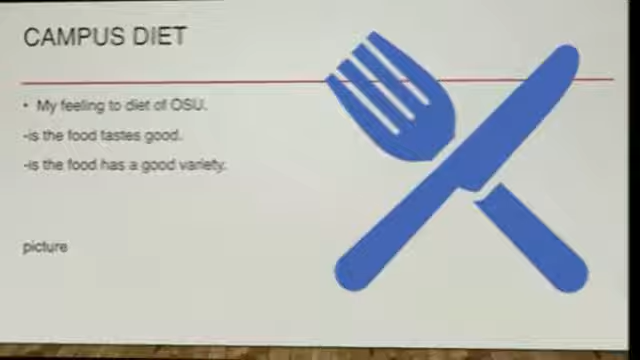 CAMPUS DIET
• My feeling to diet of OSU.
-is the food tastes good.
-is the food has a good variety.
picture